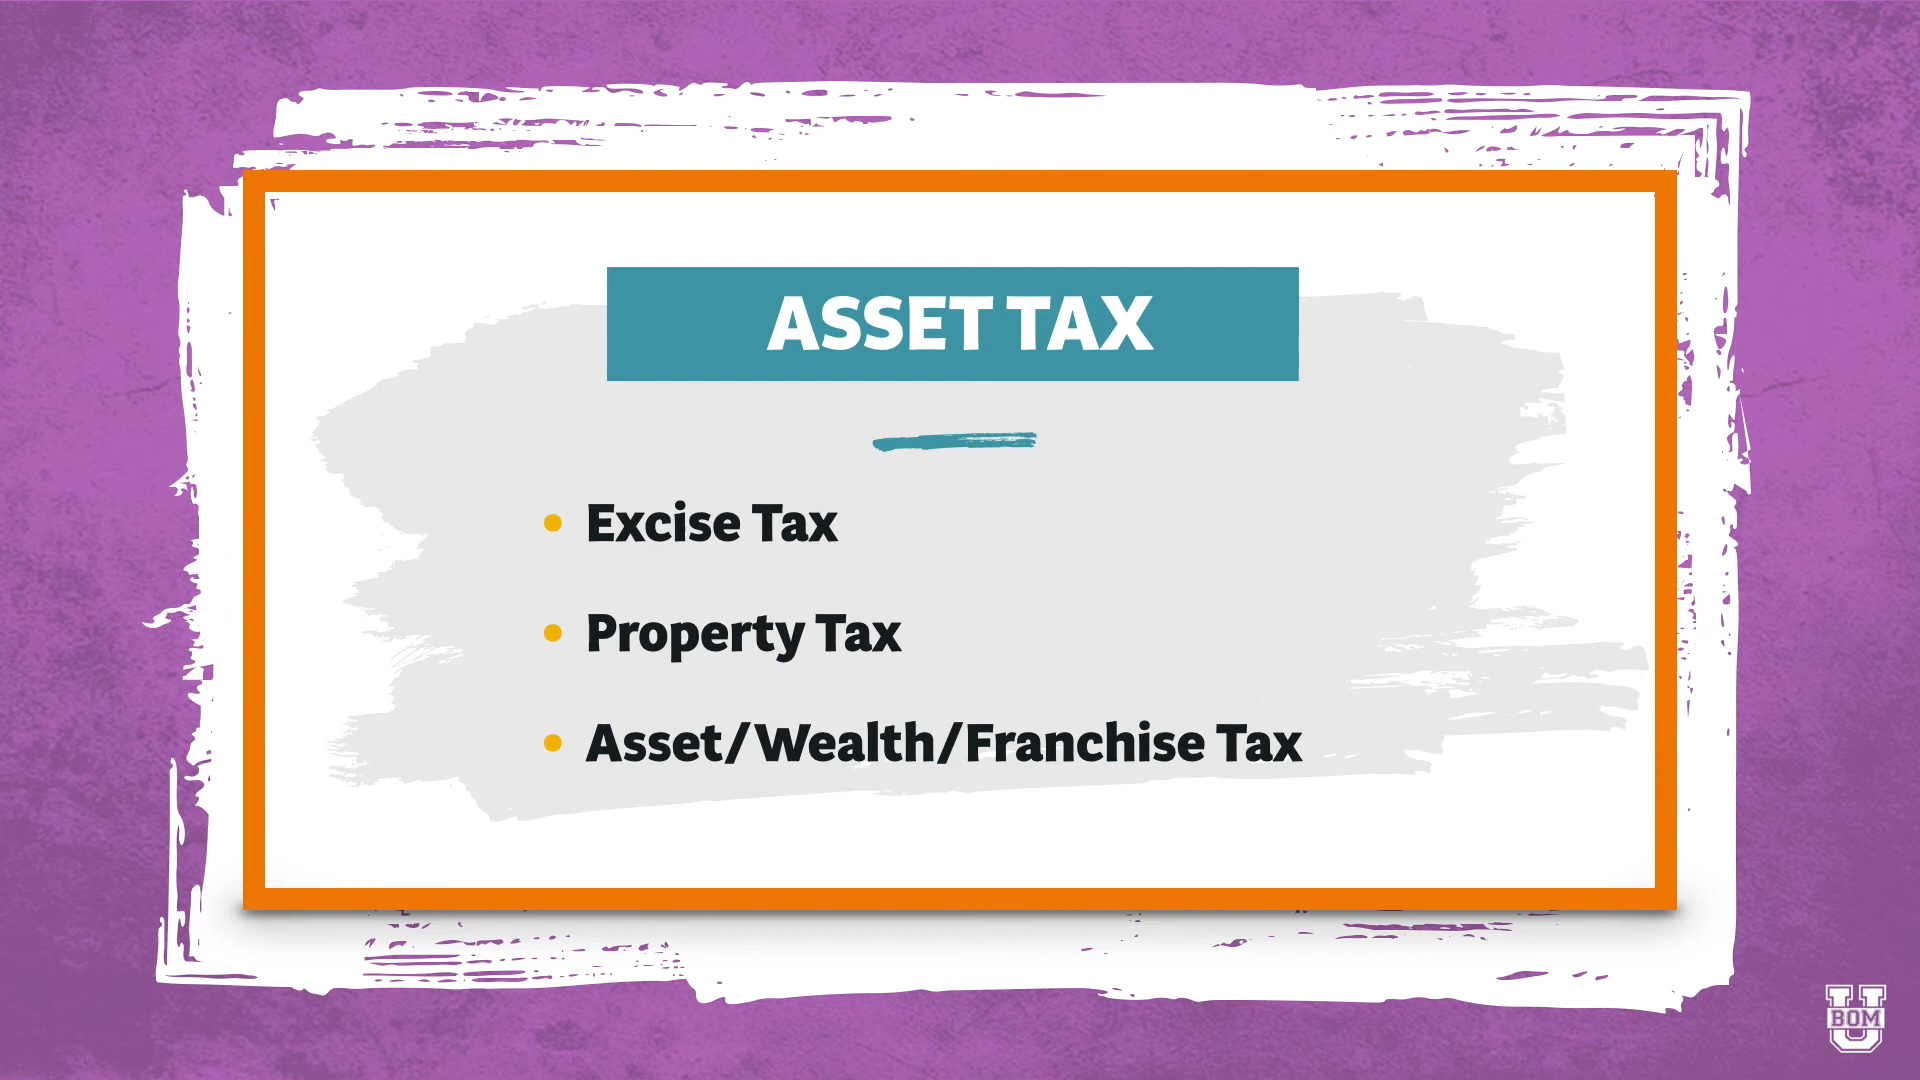 ASSET TAX
• Excise Tax
• Property Tax
• Asset/Wealth/Franchise Tax
U
BOM